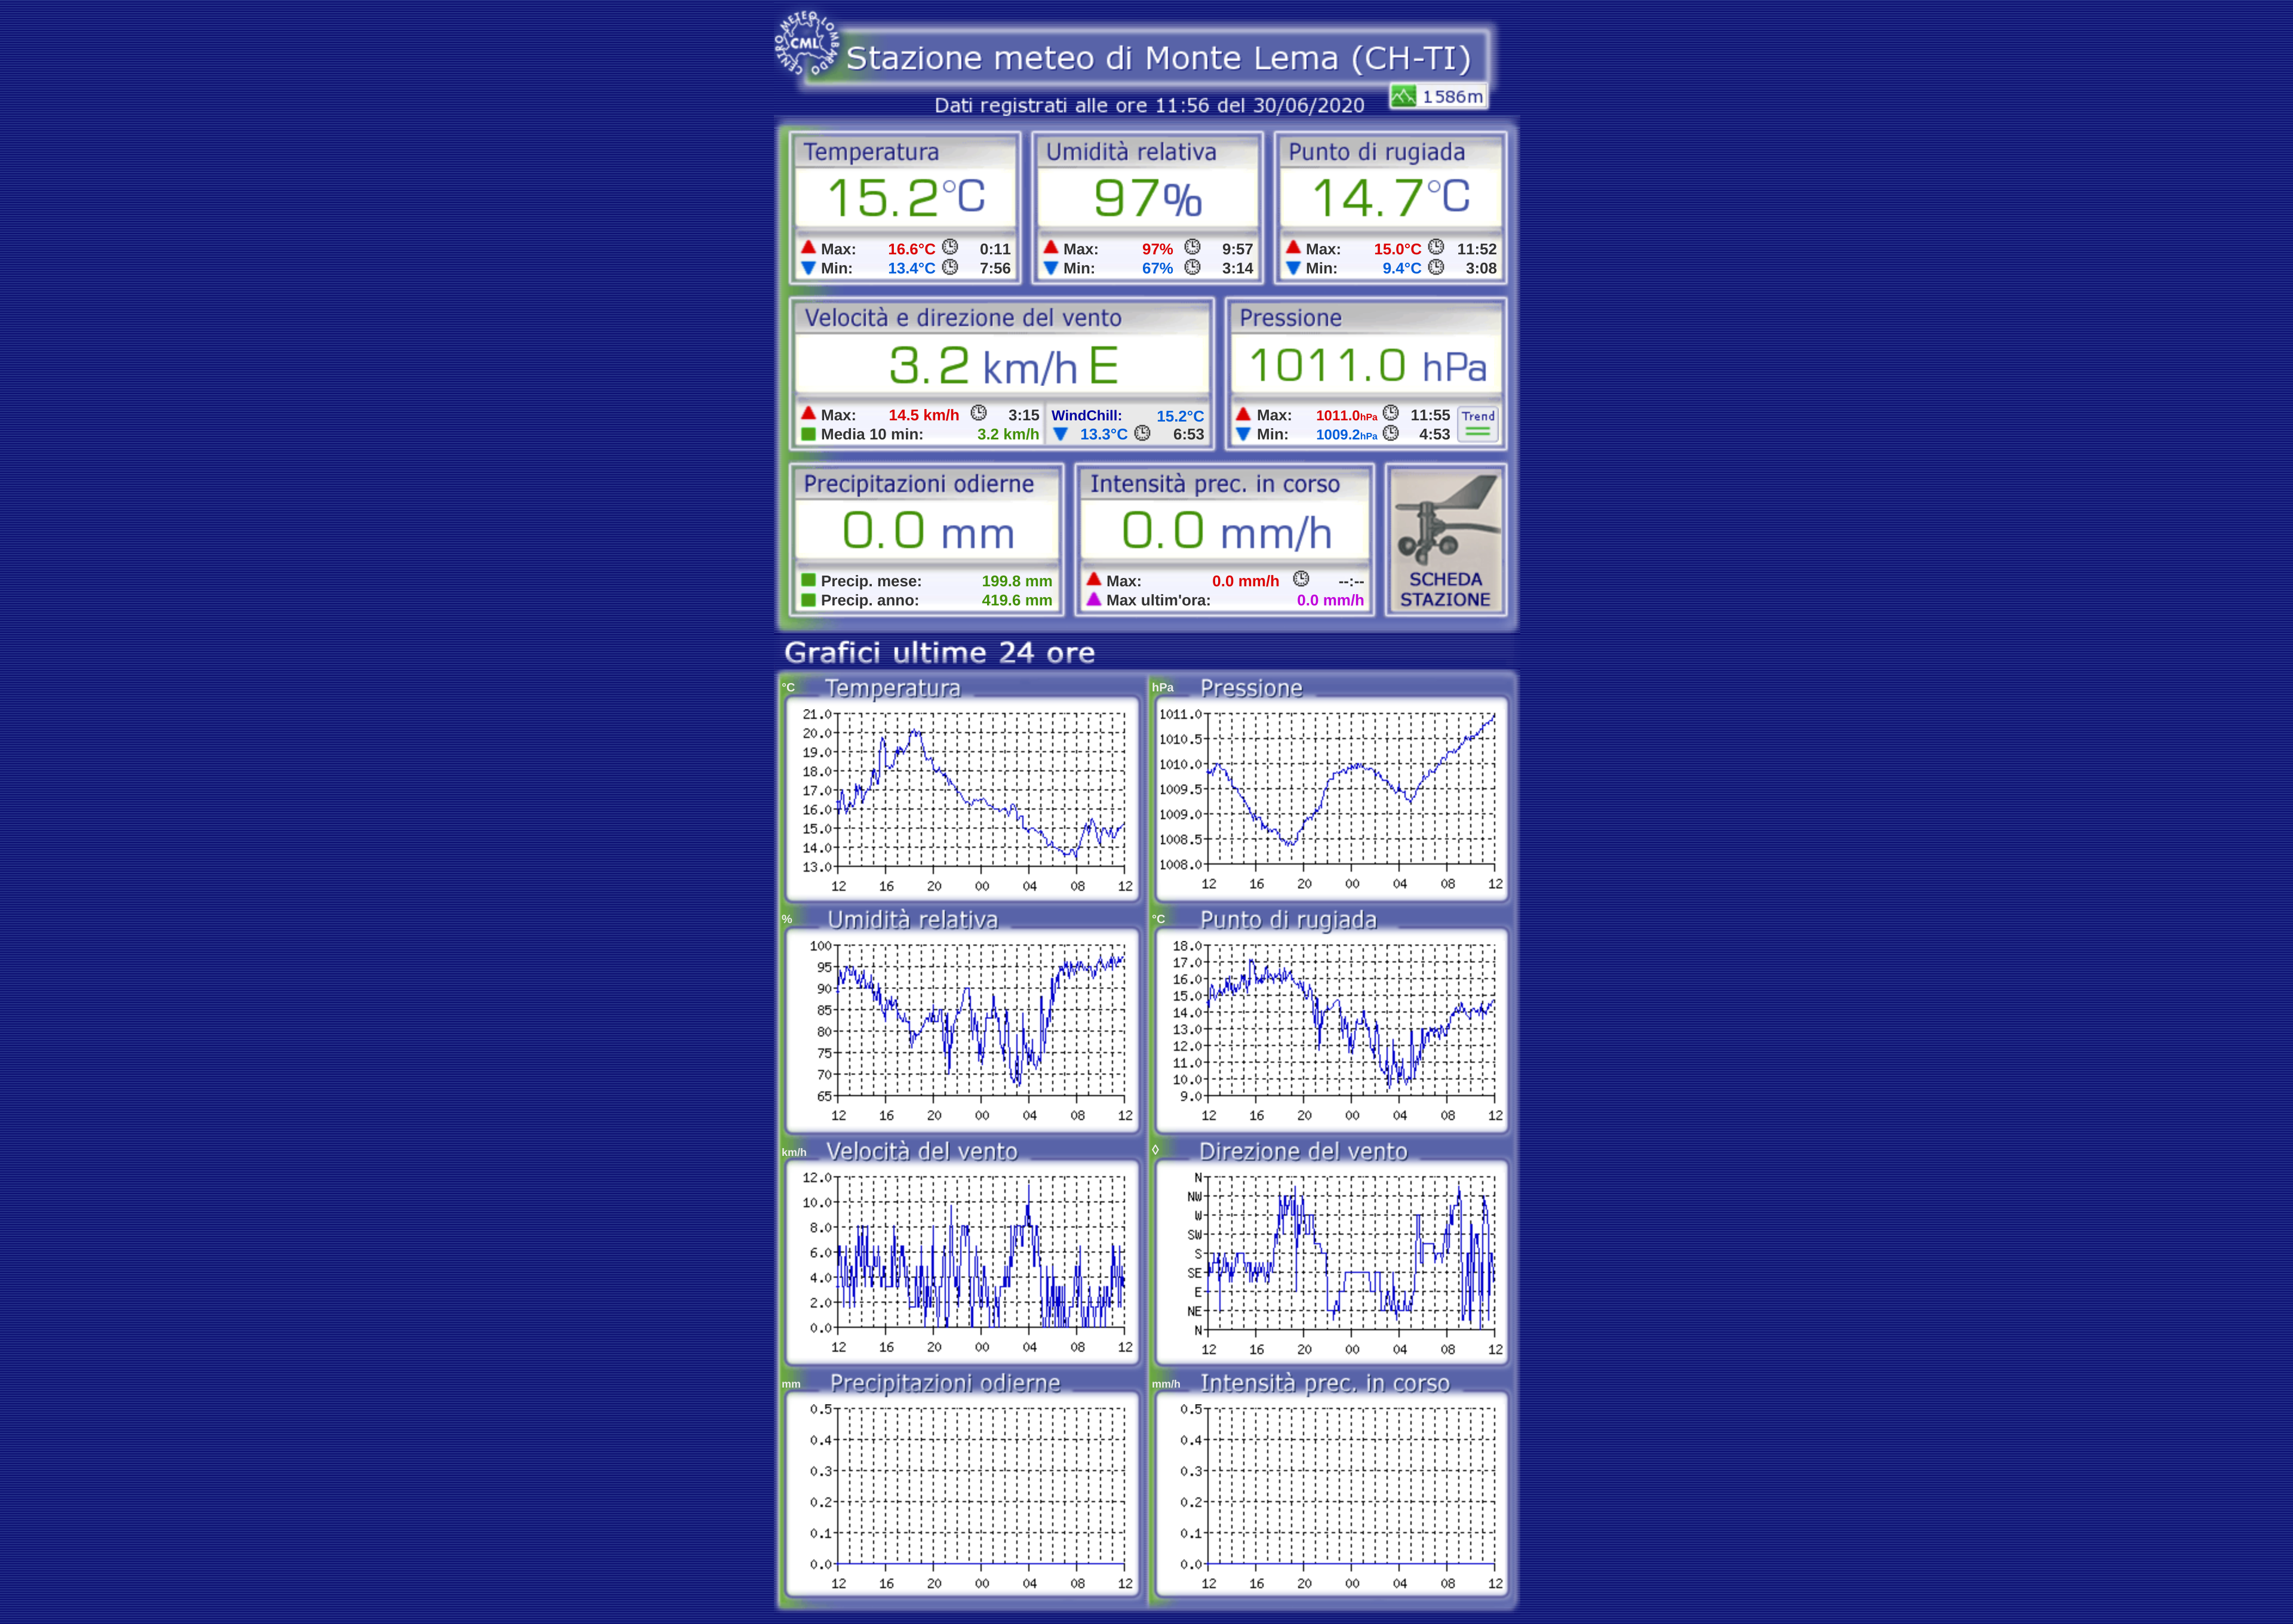 CENTRO METEO LOMBARDO
CML
Stazione meteo di Monte Lema (CH-TI)
Dati registrati alle ore 11:56 del 30/06/2020
1586m
Temperatura
15.2°C
Max: 16.6°C 0:11
Min: 13.4°C 7:56
Umidità relativa
97%
Max: 97% 9:57
Min: 67% 3:14
Punto di rugiada
14.7°C
Max: 15.0°C 11:52
Min: 9.4°C 3:08
Velocità e direzione del vento
3.2 km/h E
Max: 14.5 km/h 3:15
Media 10 min: 3.2 km/h
WindChill: 15.2°C
13.3°C 6:53
Pressione
1011.0 hPa
Max: 1011.0hPa 11:55
Min: 1009.2hPa 4:53
Trend
Precipitazioni odierne
0.0 mm
Precip. mese: 199.8 mm
Precip. anno: 419.6 mm
Intensità prec. in corso
0.0 mm/h
Max: 0.0 mm/h --:--
Max ultim'ora: 0.0 mm/h
SCHEDA
STAZIONE
Grafici ultime 24 ore
°C Temperatura
21.0
20.0
19.0
18.0
17.0
16.0
15.0
14.0
13.0
12 16 20 00 04 08 12
hPa Pressione
1011.0
1010.5
1010.0
1009.5
1009.0
1008.5
1008.0
12 16 20 00 04 08 12
% Umidità relativa
100
95
90
85
80
75
70
65
12 16 20 00 04 08 12
°C Punto di rugiada
18.0
17.0
16.0
15.0
14.0
13.0
12.0
11.0
10.0
9.0
12 16 20 00 04 08 12
km/h Velocità del vento
12.0
10.0
8.0
6.0
4.0
2.0
0.0
12 16 20 00 04 08 12
◊ Direzione del vento
N
NW
W
SW
S
SE
E
NE
N
12 16 20 00 04 08 12
mm Precipitazioni odierne
0.5
0.4
0.3
0.2
0.1
0.0
12 16 20 00 04 08 12
mm/h Intensità prec. in corso
0.5
0.4
0.3
0.2
0.1
0.0
12 16 20 00 04 08 12